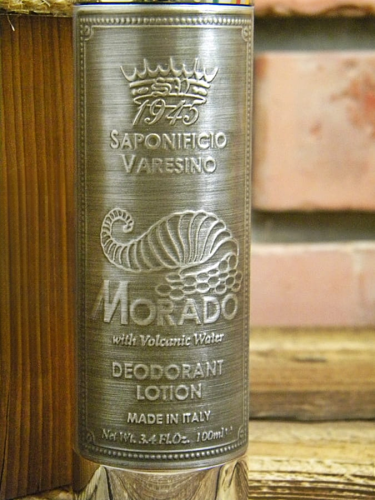 S.V.
1945
SAPONIFICIO
VARESINO
MORADO
with Volcanic Water
DEODORANT
LOTION
MADE IN ITALY
Net Wt. 3.4 Fl.Oz. 100ml